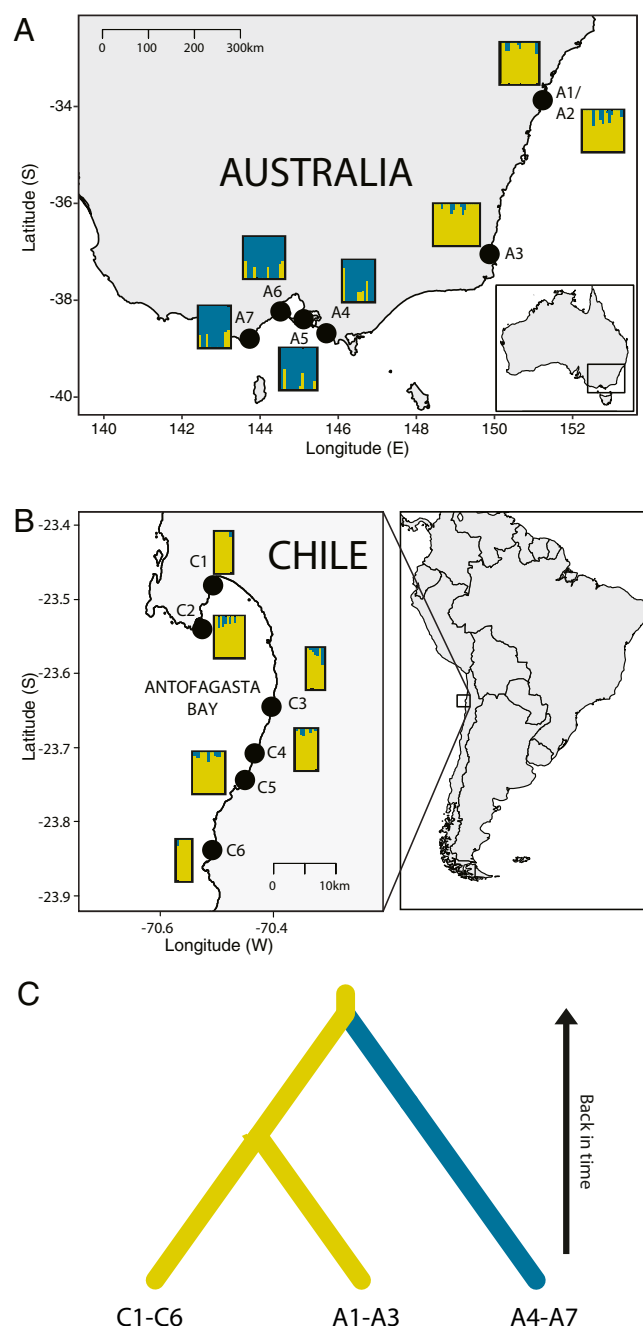 A
0 100 200 300km
-34
-36
-38
-40
Latitude (S)
AUSTRALIA
A1/
A2
A3
A6
A4
A7
A5
140 142 144 146 148 150 152
Longitude (E)
B
-23.4
-23.5
-23.6
-23.7
-23.8
-23.9
Latitude (S)
CHILE
C1
C2
ANTOFAGASTA
BAY
C3
C4
C5
C6
0 10km
-70.6 -70.4
Longitude (W)
C
Back in time
C1-C6 A1-A3 A4-A7